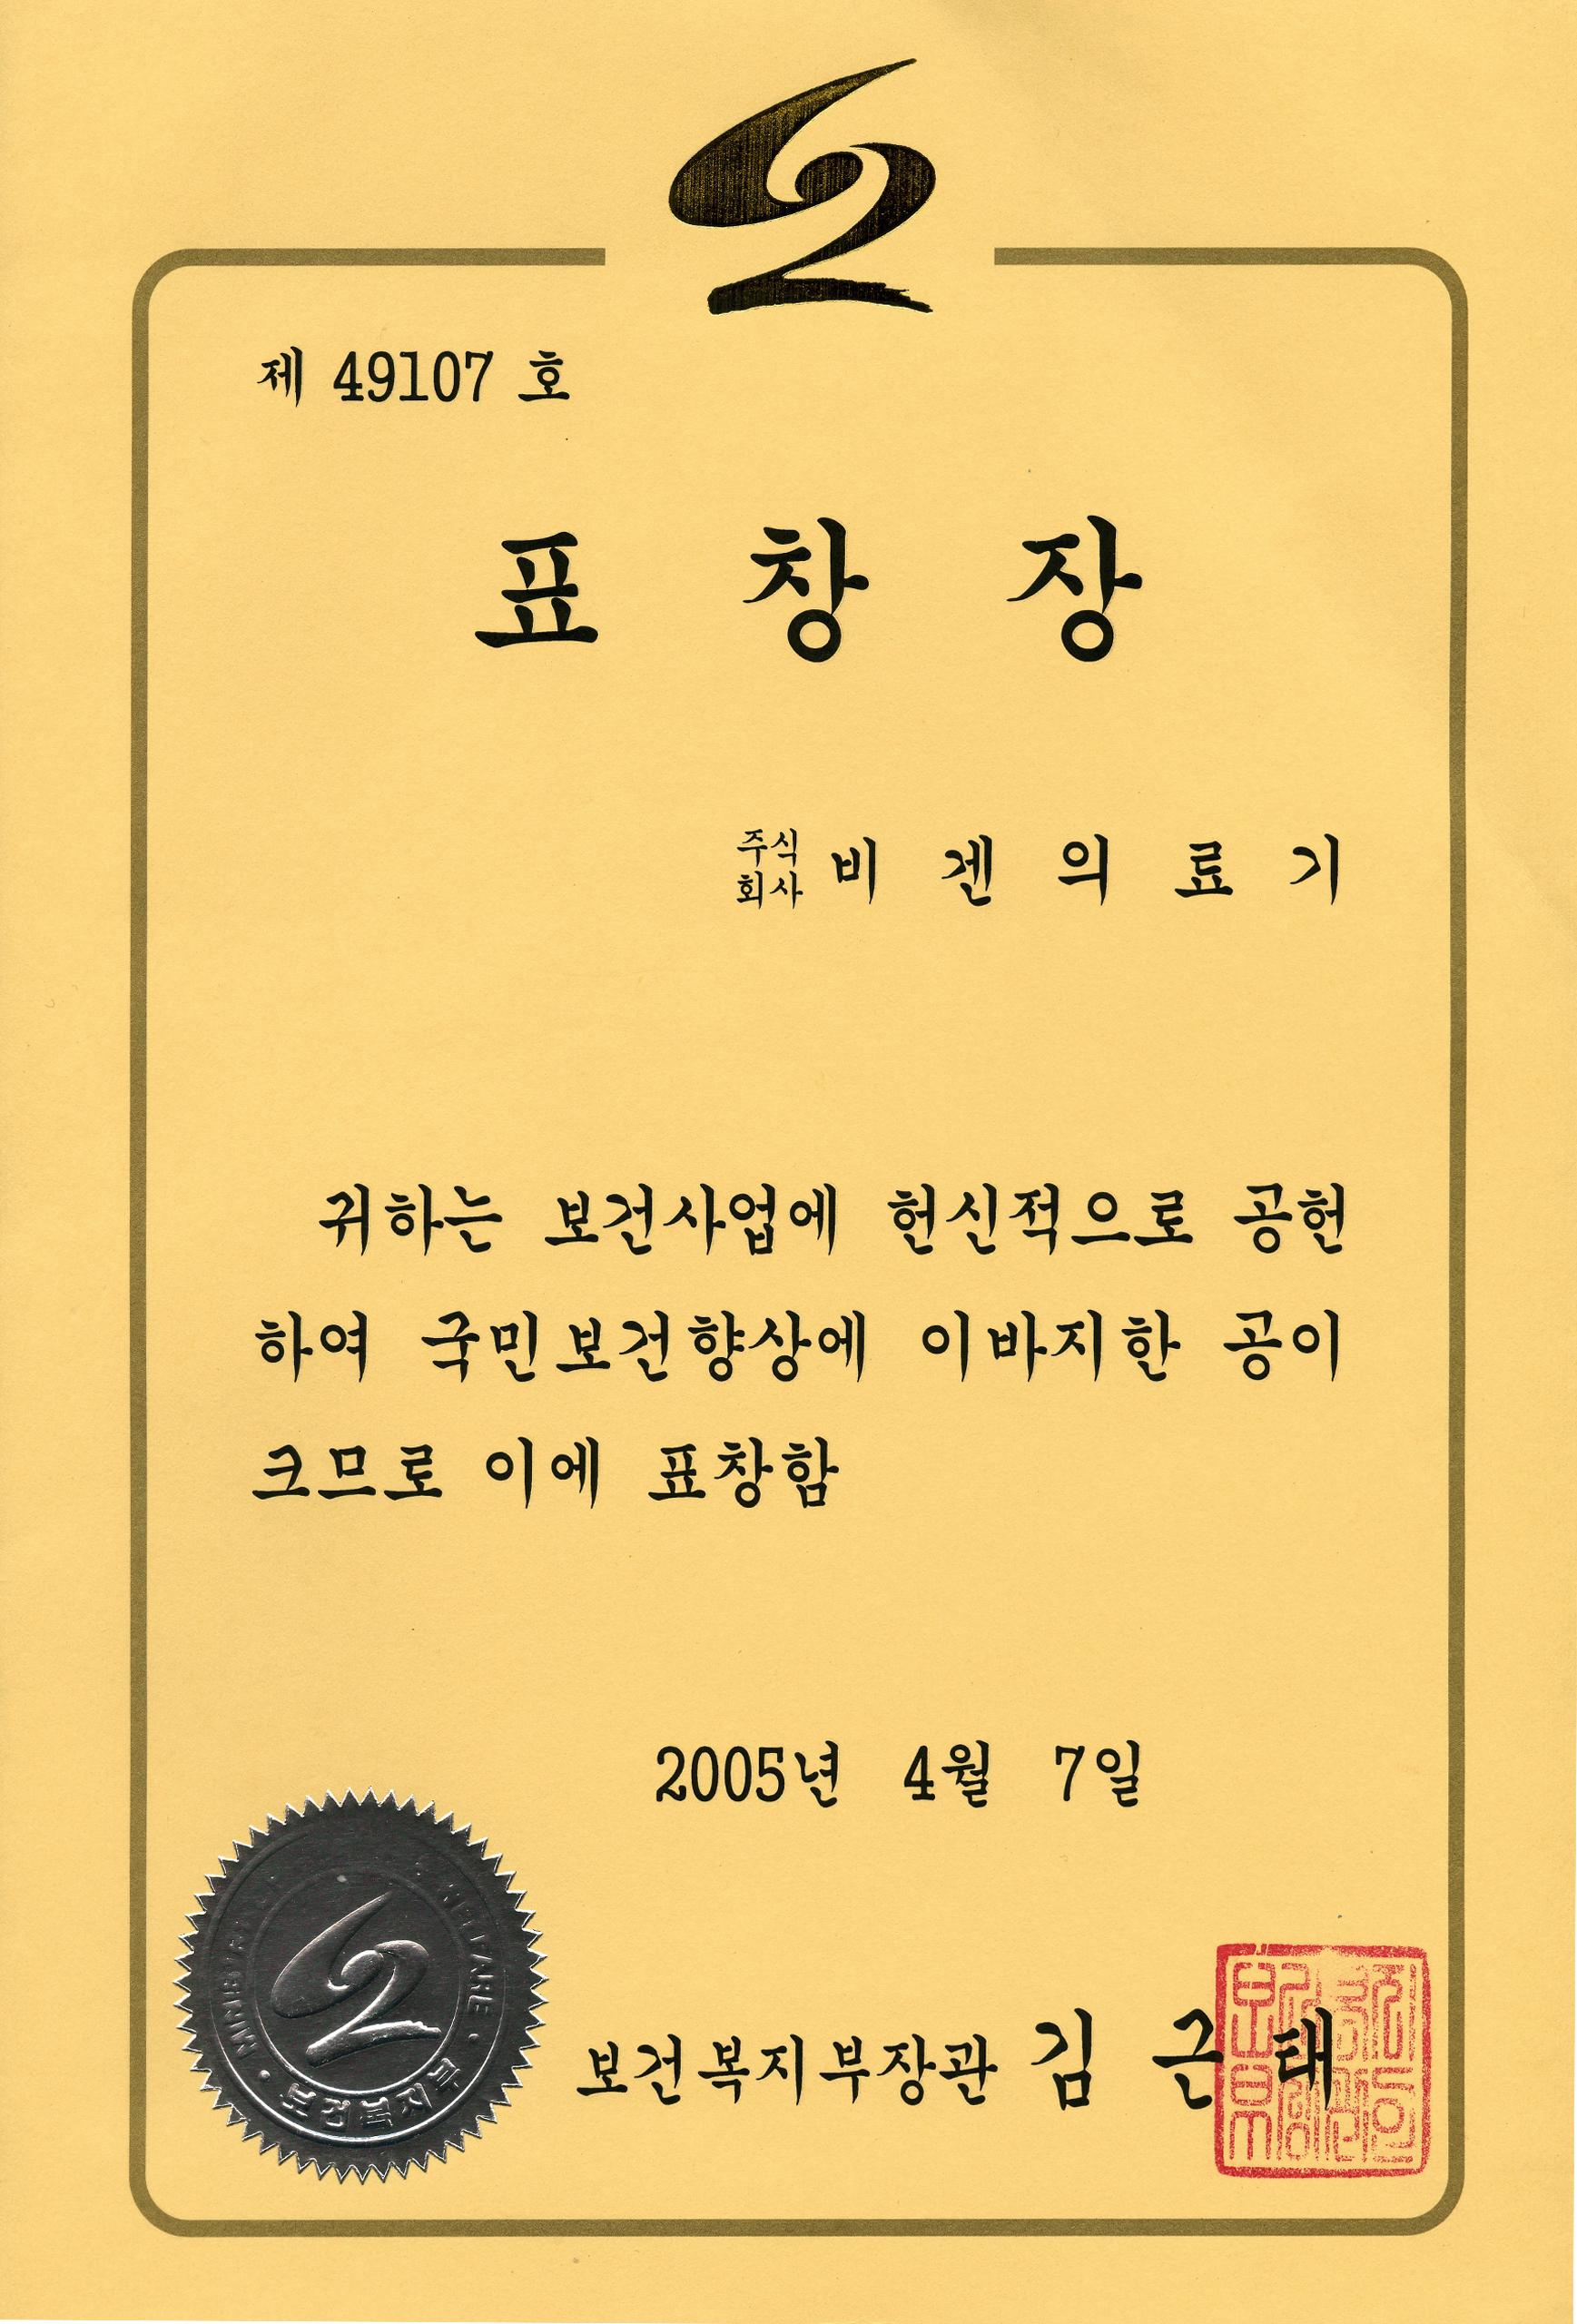 제 49107 호
표 창 장
주식회사 비 겐 의 료 기
귀하는 보건사업에 헌신적으로 공헌
하여 국민보건향상에 이바지한 공이
크므로 이에 표창함
2005년 4월 7일
MINISTRY OF WELFARE
보건복지부
보건복지부장관 김 근 태